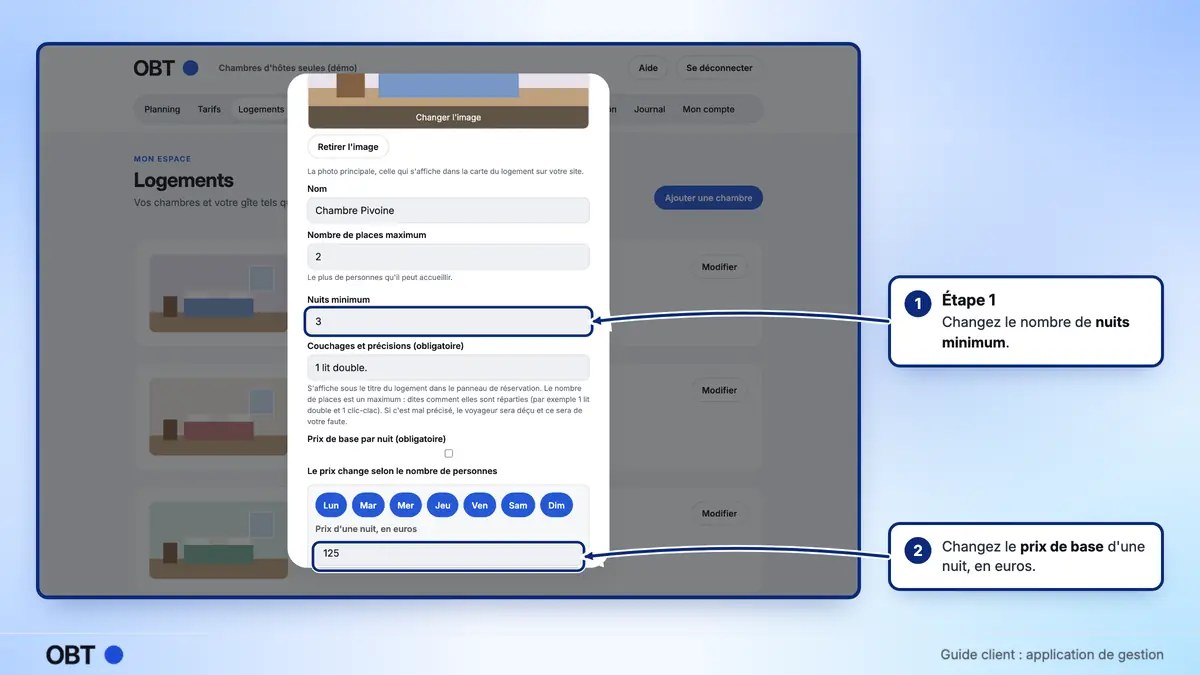 OBT
Chambres d'hôtes seules (démo)
Aide
Se déconnecter
Planning
Tarifs
Logements
Journal
Mon compte
MON ESPACE
Logements
Vos chambres et votre gîte tels
Ajouter une chambre
Modifier
Modifier
Modifier
Changer l'image
Retirer l'image
La photo principale, celle qui s'affiche dans la carte du logement sur votre site.
Nom
Chambre Pivoine
Nombre de places maximum
2
Le plus de personnes qu'il peut accueillir.
Nuits minimum
3
Couchages et précisions (obligatoire)
1 lit double.
S'affiche sous le titre du logement dans le panneau de réservation. Le nombre
de places est un maximum : dites comment elles sont réparties (par exemple 1 lit
double et 1 clic-clac). Si c'est mal précisé, le voyageur sera déçu et ce sera de
votre faute.
Prix de base par nuit (obligatoire)
Le prix change selon le nombre de personnes
Lun Mar Mer Jeu Ven Sam Dim
Prix d'une nuit, en euros
125
1
Étape 1
Changez le nombre de nuits
minimum.
2
Changez le prix de base d'une
nuit, en euros.
OBT
Guide client : application de gestion